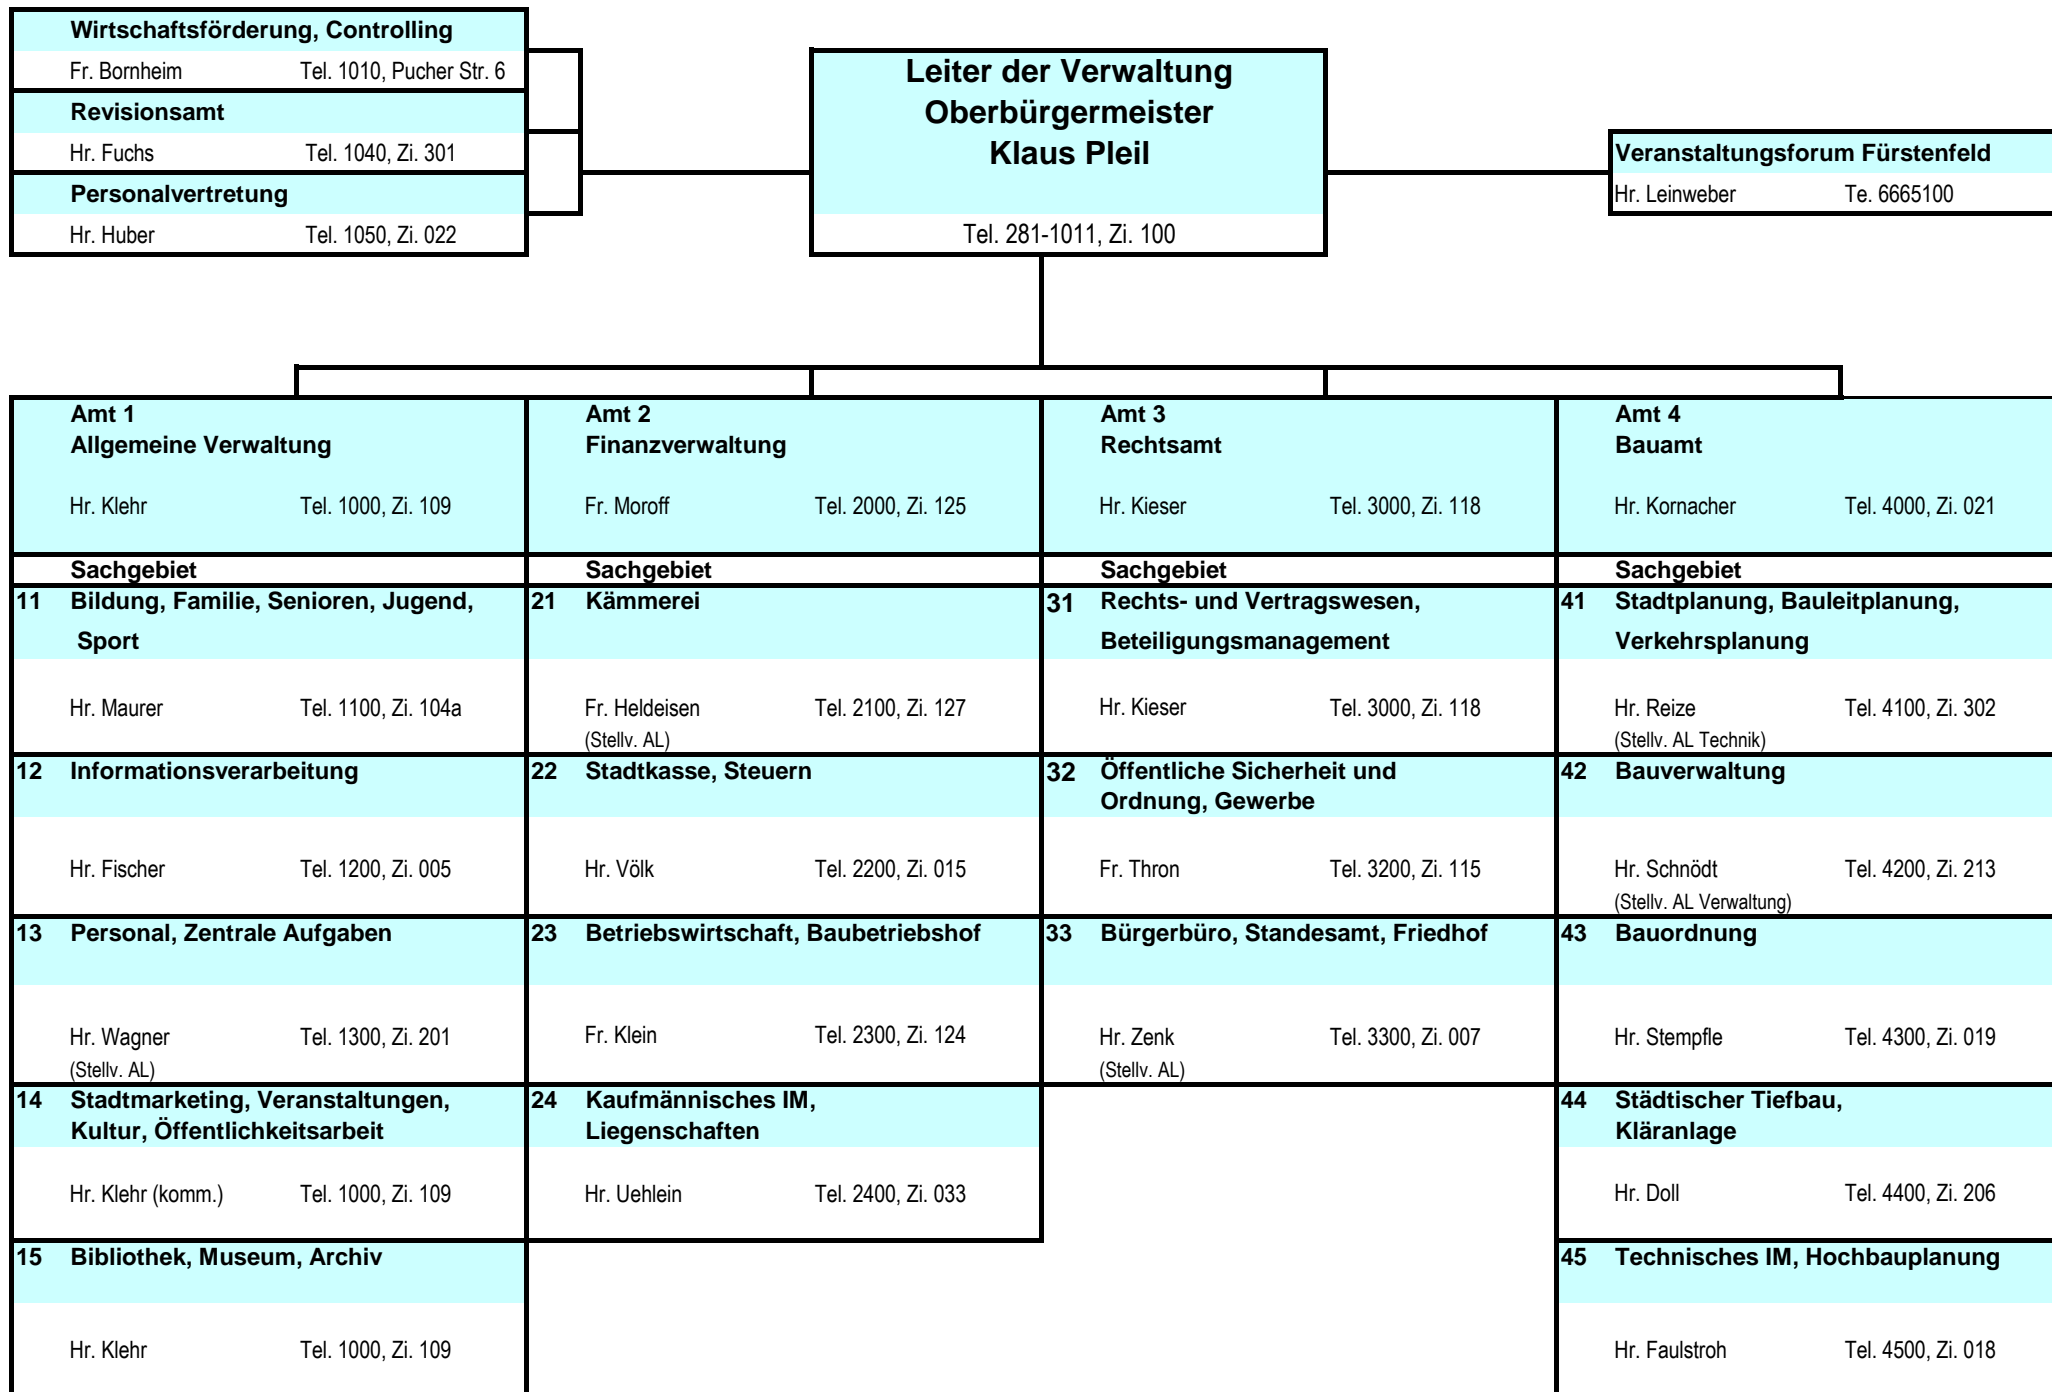 Wirtschaftsförderung, Controlling
Fr. Bornheim Tel. 1010, Pucher Str. 6
Revisionsamt
Hr. Fuchs Tel. 1040, Zi. 301
Personalvertretung
Hr. Huber Tel. 1050, Zi. 022
Leiter der Verwaltung
Oberbürgermeister
Klaus Pleil
Tel. 281-1011, Zi. 100
Veranstaltungsforum Fürstenfeld
Hr. Leinweber Te. 6665100
Amt 1
Allgemeine Verwaltung
Hr. Klehr Tel. 1000, Zi. 109
Sachgebiet
11 Bildung, Familie, Senioren, Jugend,
Sport
Hr. Maurer Tel. 1100, Zi. 104a
12 Informationsverarbeitung
Hr. Fischer Tel. 1200, Zi. 005
13 Personal, Zentrale Aufgaben
Hr. Wagner Tel. 1300, Zi. 201
(Stellv. AL)
14 Stadtmarketing, Veranstaltungen,
Kultur, Öffentlichkeitsarbeit
Hr. Klehr (komm.) Tel. 1000, Zi. 109
15 Bibliothek, Museum, Archiv
Hr. Klehr Tel. 1000, Zi. 109
Amt 2
Finanzverwaltung
Fr. Moroff Tel. 2000, Zi. 125
Sachgebiet
21 Kämmerei
Fr. Heldeisen Tel. 2100, Zi. 127
(Stellv. AL)
22 Stadtkasse, Steuern
Hr. Völk Tel. 2200, Zi. 015
23 Betriebswirtschaft, Baubetriebshof
Fr. Klein Tel. 2300, Zi. 124
24 Kaufmännisches IM,
Liegenschaften
Hr. Uehlein Tel. 2400, Zi. 033
Amt 3
Rechtsamt
Hr. Kieser Tel. 3000, Zi. 118
Sachgebiet
31 Rechts- und Vertragswesen,
Beteiligungsmanagement
Hr. Kieser Tel. 3000, Zi. 118
32 Öffentliche Sicherheit und
Ordnung, Gewerbe
Fr. Thron Tel. 3200, Zi. 115
33 Bürgerbüro, Standesamt, Friedhof
Hr. Zenk Tel. 3300, Zi. 007
(Stellv. AL)
Amt 4
Bauamt
Hr. Kornacher Tel. 4000, Zi. 021
Sachgebiet
41 Stadtplanung, Bauleitplanung,
Verkehrsplanung
Hr. Reize Tel. 4100, Zi. 302
(Stellv. AL Technik)
42 Bauverwaltung
Hr. Schnödt Tel. 4200, Zi. 213
(Stellv. AL Verwaltung)
43 Bauordnung
Hr. Stempfle Tel. 4300, Zi. 019
44 Städtischer Tiefbau,
Kläranlage
Hr. Doll Tel. 4400, Zi. 206
45 Technisches IM, Hochbauplanung
Hr. Faulstroh Tel. 4500, Zi. 018